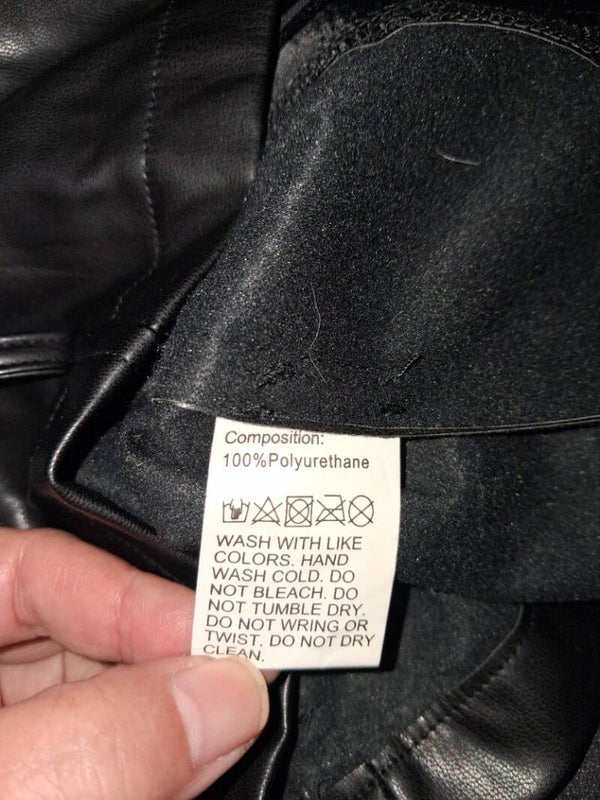 Composition:
100%Polyurethane
WASH WITH LIKE
COLORS. HAND
WASH COLD. DO
NOT BLEACH. DO
NOT TUMBLE DRY.
DO NOT WRING OR
TWIST. DO NOT DRY
CLEAN.